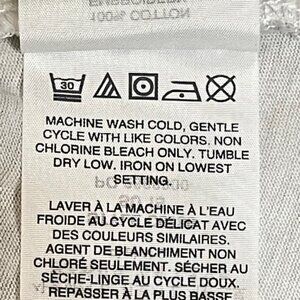 100% COTTON
30
MACHINE WASH COLD, GENTLE
CYCLE WITH LIKE COLORS. NON
CHLORINE BLEACH ONLY. TUMBLE
DRY LOW. IRON ON LOWEST
SETTING.
LAVER À LA MACHINE À L'EAU
FROIDE AU CYCLE DÉLICAT AVEC
DES COULEURS SIMILAIRES.
AGENT DE BLANCHIMENT NON
CHLORÉ SEULEMENT. SÉCHER AU
SÈCHE-LINGE AU CYCLE DOUX.
REPASSER À LA PLUS BASSE